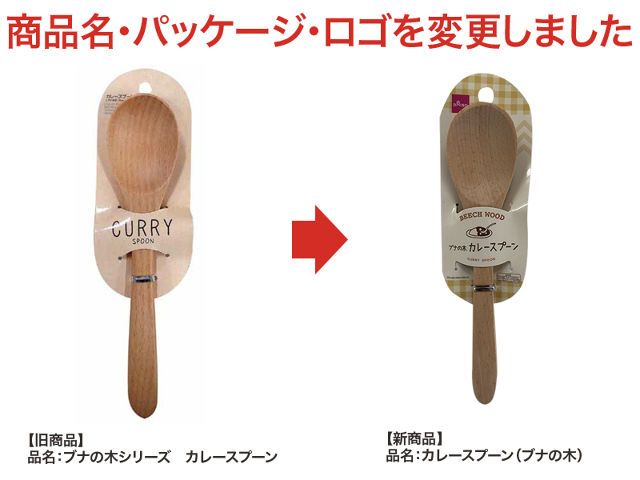 商品名・パッケージ・ロゴを変更しました
カレースプーン
CURRY
SPOON
BEECH WOOD
ブナの木 カレースプーン
CURRY SPOON
【旧商品】
品名：ブナの木シリーズ　カレースプーン
【新商品】
品名：カレースプーン（ブナの木）